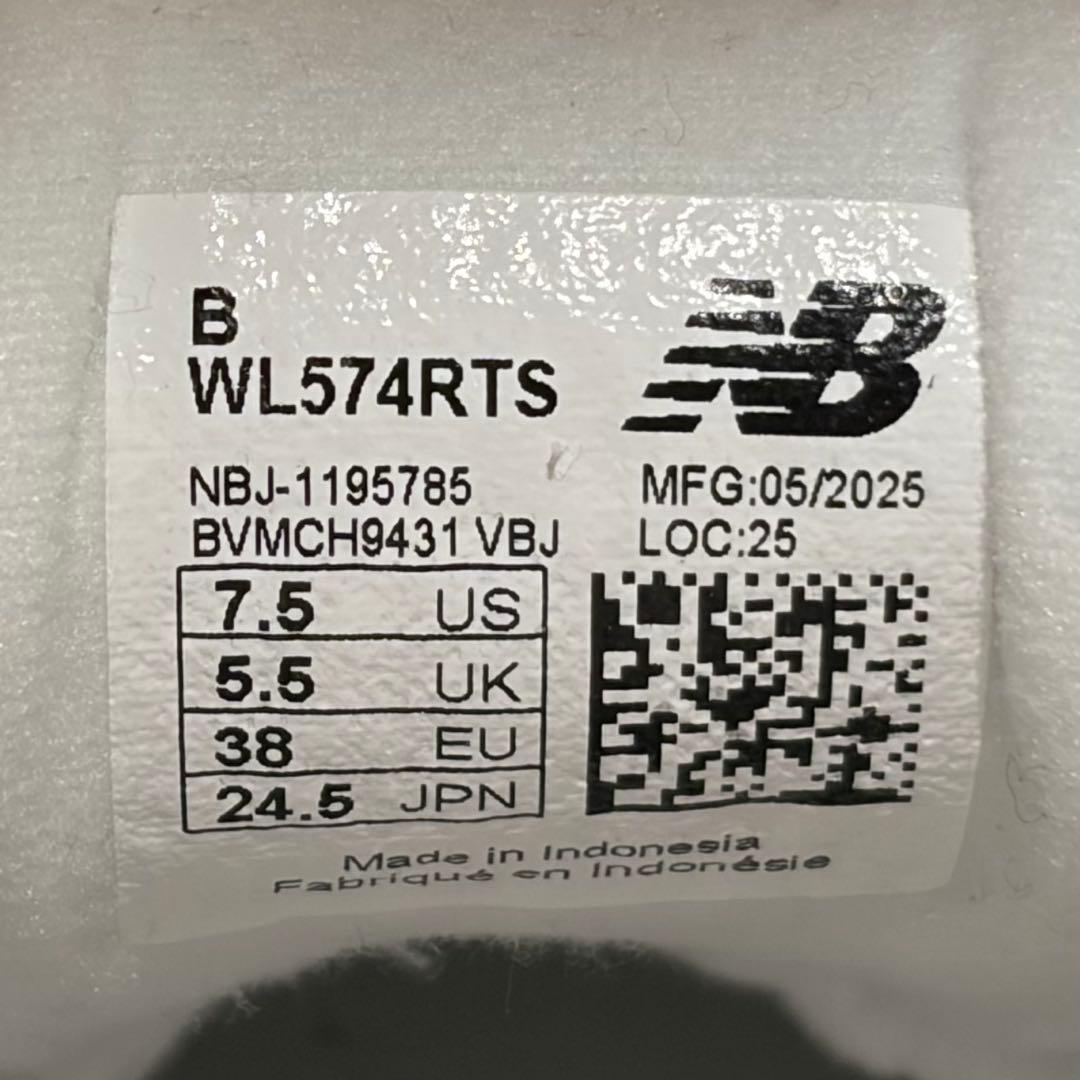 B
WL574RTS
NB
NBJ-1195785 MFG:05/2025
BVMCH9431 VBJ LOC:25
7.5 US
5.5 UK
38 EU
24.5 JPN
Made in Indonesia
Fabriqué en Indonésie